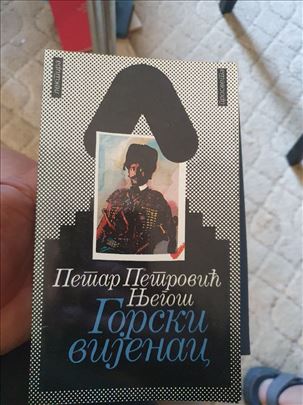 Петар Петровић
Његош
Горски
вијенац